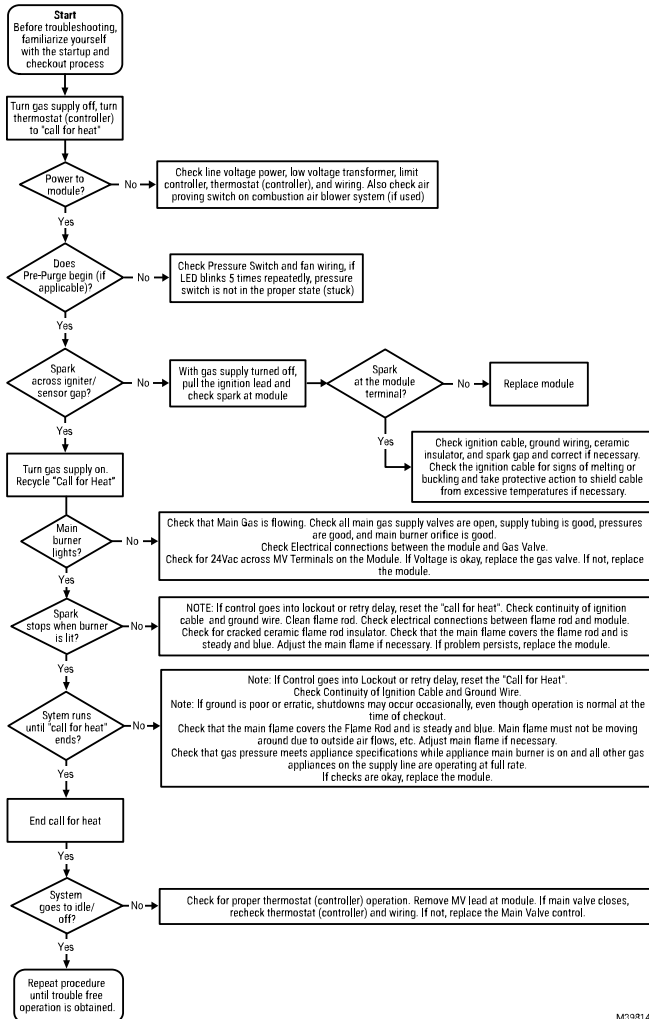 Start
Before troubleshooting,
familiarize yourself
with the startup and
checkout process
Turn gas supply off, turn
thermostat (controller)
to "call for heat"
Power to
module?
No
Check line voltage power, low voltage transformer, limit
controller, thermostat (controller), and wiring. Also check air
proving switch on combustion air blower system (if used)
Yes
Does
Pre-Purge begin (if
applicable)?
No
Check Pressure Switch and fan wiring, if
LED blinks 5 times repeatedly, pressure
switch is not in the proper state (stuck)
Yes
Spark
across igniter/
sensor gap?
No
With gas supply turned off,
pull the ignition lead and
check spark at module
Spark
at the module
terminal?
No
Replace module
Yes
Check ignition cable, ground wiring, ceramic
insulator, and spark gap and correct if necessary.
Check the ignition cable for signs of melting or
buckling and take protective action to shield cable
from excessive temperatures if necessary.
Yes
Turn gas supply on.
Recycle "Call for Heat"
Main
burner
lights?
No
Check that Main Gas is flowing. Check all main gas supply valves are open, supply tubing is good, pressures
are good, and main burner orifice is good.
Check Electrical connections between the module and Gas Valve.
Check for 24Vac across MV Terminals on the Module. If Voltage is okay, replace the gas valve. If not, replace
the module.
Yes
Spark
stops when burner
is lit?
No
NOTE: If control goes into lockout or retry delay, reset the "call for heat". Check continuity of ignition
cable and ground wire. Clean flame rod. Check electrical connections between flame rod and module.
Check for cracked ceramic flame rod insulator. Check that the main flame covers the flame rod and is
steady and blue. Adjust the main flame if necessary. If problem persists, replace the module.
Yes
Sytem runs
until "call for heat"
ends?
No
Note: If Control goes into Lockout or retry delay, reset the "Call for Heat".
Check Continuity of Ignition Cable and Ground Wire.
Note: If ground is poor or erratic, shutdowns may occur occasionally, even though operation is normal at the
time of checkout.
Check that the main flame covers the Flame Rod and is steady and blue. Main flame must not be moving
around due to outside air flows, etc. Adjust main flame if necessary.
Check that gas pressure meets appliance specifications while appliance main burner is on and all other gas
appliances on the supply line are operating at full rate.
If checks are okay, replace the module.
Yes
End call for heat
Yes
System
goes to idle/
off?
No
Check for proper thermostat (controller) operation. Remove MV lead at module. If main valve closes,
recheck thermostat (controller) and wiring. If not, replace the Main Valve control.
Yes
Repeat procedure
until trouble free
operation is obtained.
M39814